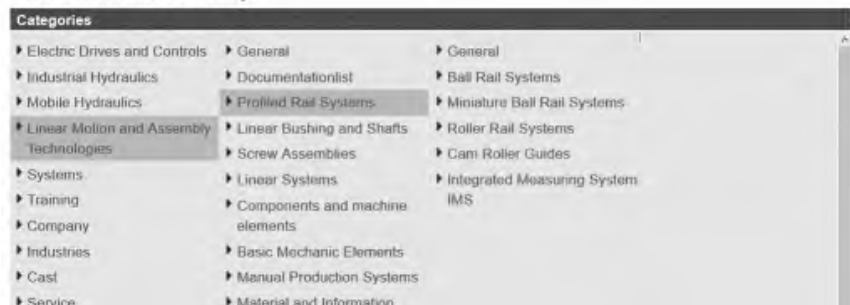 Categories
Electric Drives and Controls
Industrial Hydraulics
Mobile Hydraulics
Linear Motion and Assembly
Technologies
Systems
Training
Company
Industries
Cast
Service
General
Documentationlist
Profiled Rail Systems
Linear Bushing and Shafts
Screw Assemblies
Linear Systems
Components and machine
elements
Basic Mechanic Elements
Manual Production Systems
Material and Information
General
Ball Rail Systems
Miniature Ball Rail Systems
Roller Rail Systems
Cam Roller Guides
Integrated Measuring System
IMS